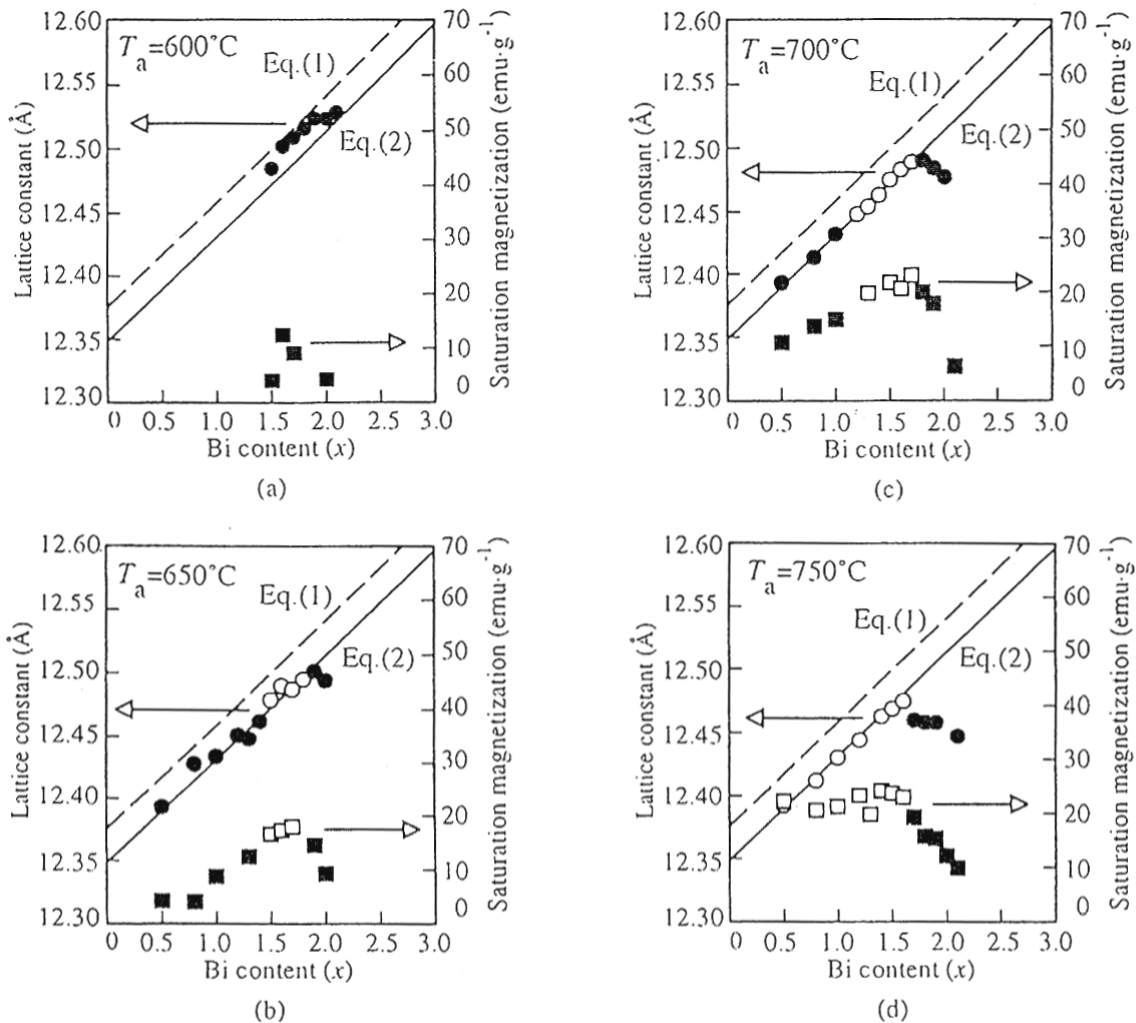 Lattice constant (Å)
12.60
12.55
12.50
12.45
12.40
12.35
12.30
Tₐ=600°C
Eq.(1)
Eq.(2)
70
60
50
40
30
20
10
0
Saturation magnetization (emu·g⁻¹)
0 0.5 1.0 1.5 2.0 2.5 3.0
Bi content (x)
(a)
Lattice constant (Å)
12.60
12.55
12.50
12.45
12.40
12.35
12.30
Tₐ=700°C
Eq.(1)
Eq.(2)
70
60
50
40
30
20
10
0
Saturation magnetization (emu·g⁻¹)
0 0.5 1.0 1.5 2.0 2.5 3.0
Bi content (x)
(c)
Lattice constant (Å)
12.60
12.55
12.50
12.45
12.40
12.35
12.30
Tₐ=650°C
Eq.(1)
Eq.(2)
70
60
50
40
30
20
10
0
Saturation magnetization (emu·g⁻¹)
0 0.5 1.0 1.5 2.0 2.5 3.0
Bi content (x)
(b)
Lattice constant (Å)
12.60
12.55
12.50
12.45
12.40
12.35
12.30
Tₐ=750°C
Eq.(1)
Eq.(2)
70
60
50
40
30
20
10
0
Saturation magnetization (emu·g⁻¹)
0 0.5 1.0 1.5 2.0 2.5 3.0
Bi content (x)
(d)